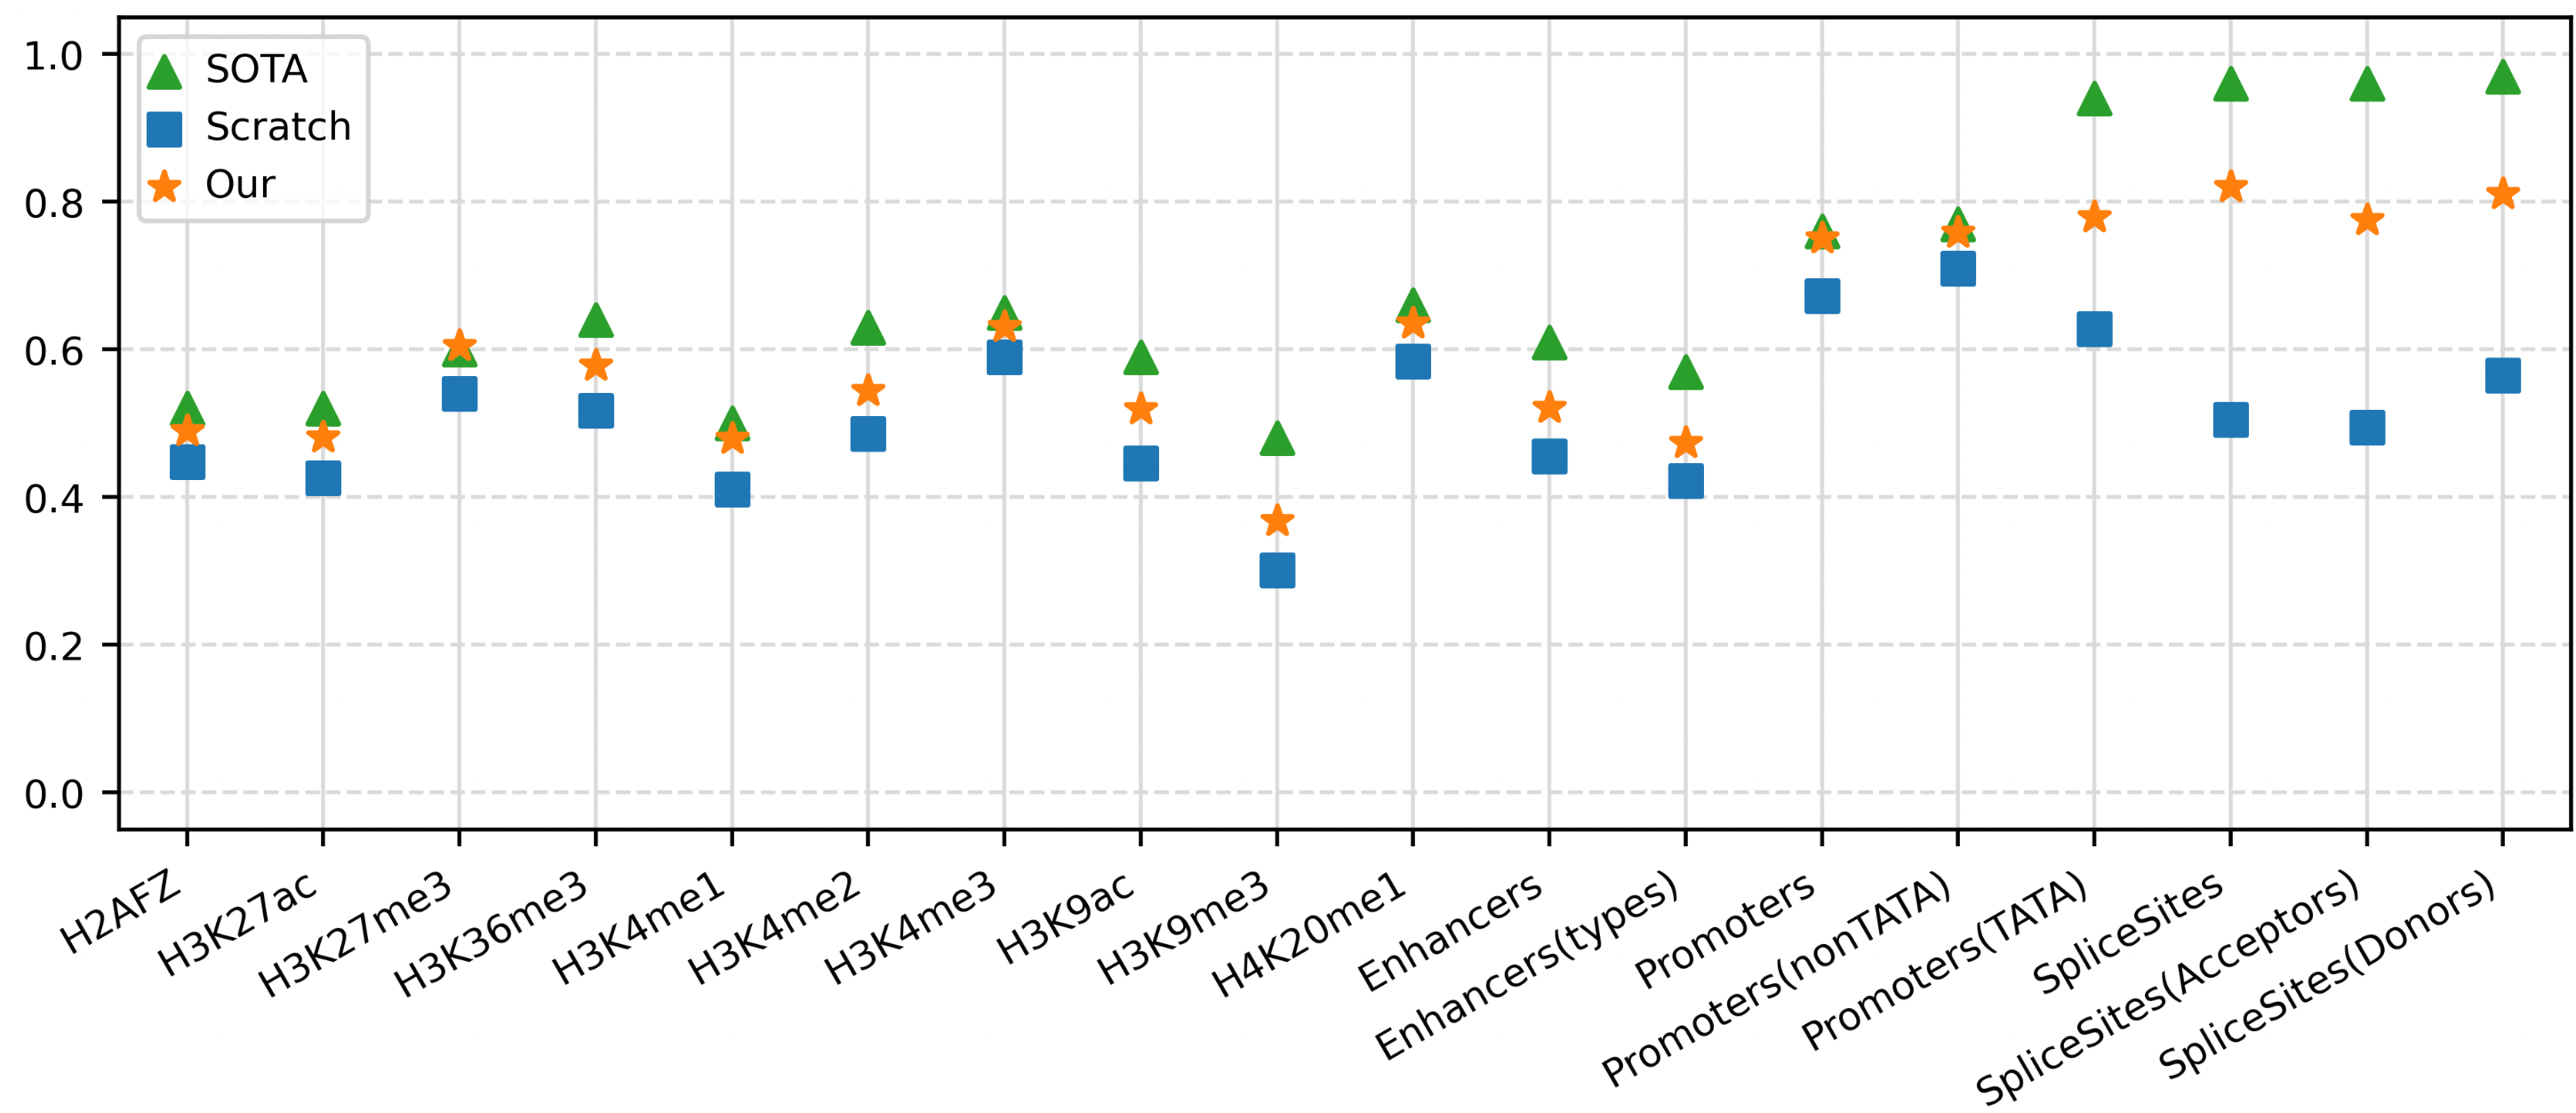 1.0
0.8
0.6
0.4
0.2
0.0
SOTA
Scratch
Our
H2AFZ
H3K27ac
H3K27me3
H3K36me3
H3K4me1
H3K4me2
H3K4me3
H3K9ac
H3K9me3
H4K20me1
Enhancers
Enhancers(types)
Promoters
Promoters(nonTATA)
Promoters(TATA)
SpliceSites
SpliceSites(Acceptors)
SpliceSites(Donors)